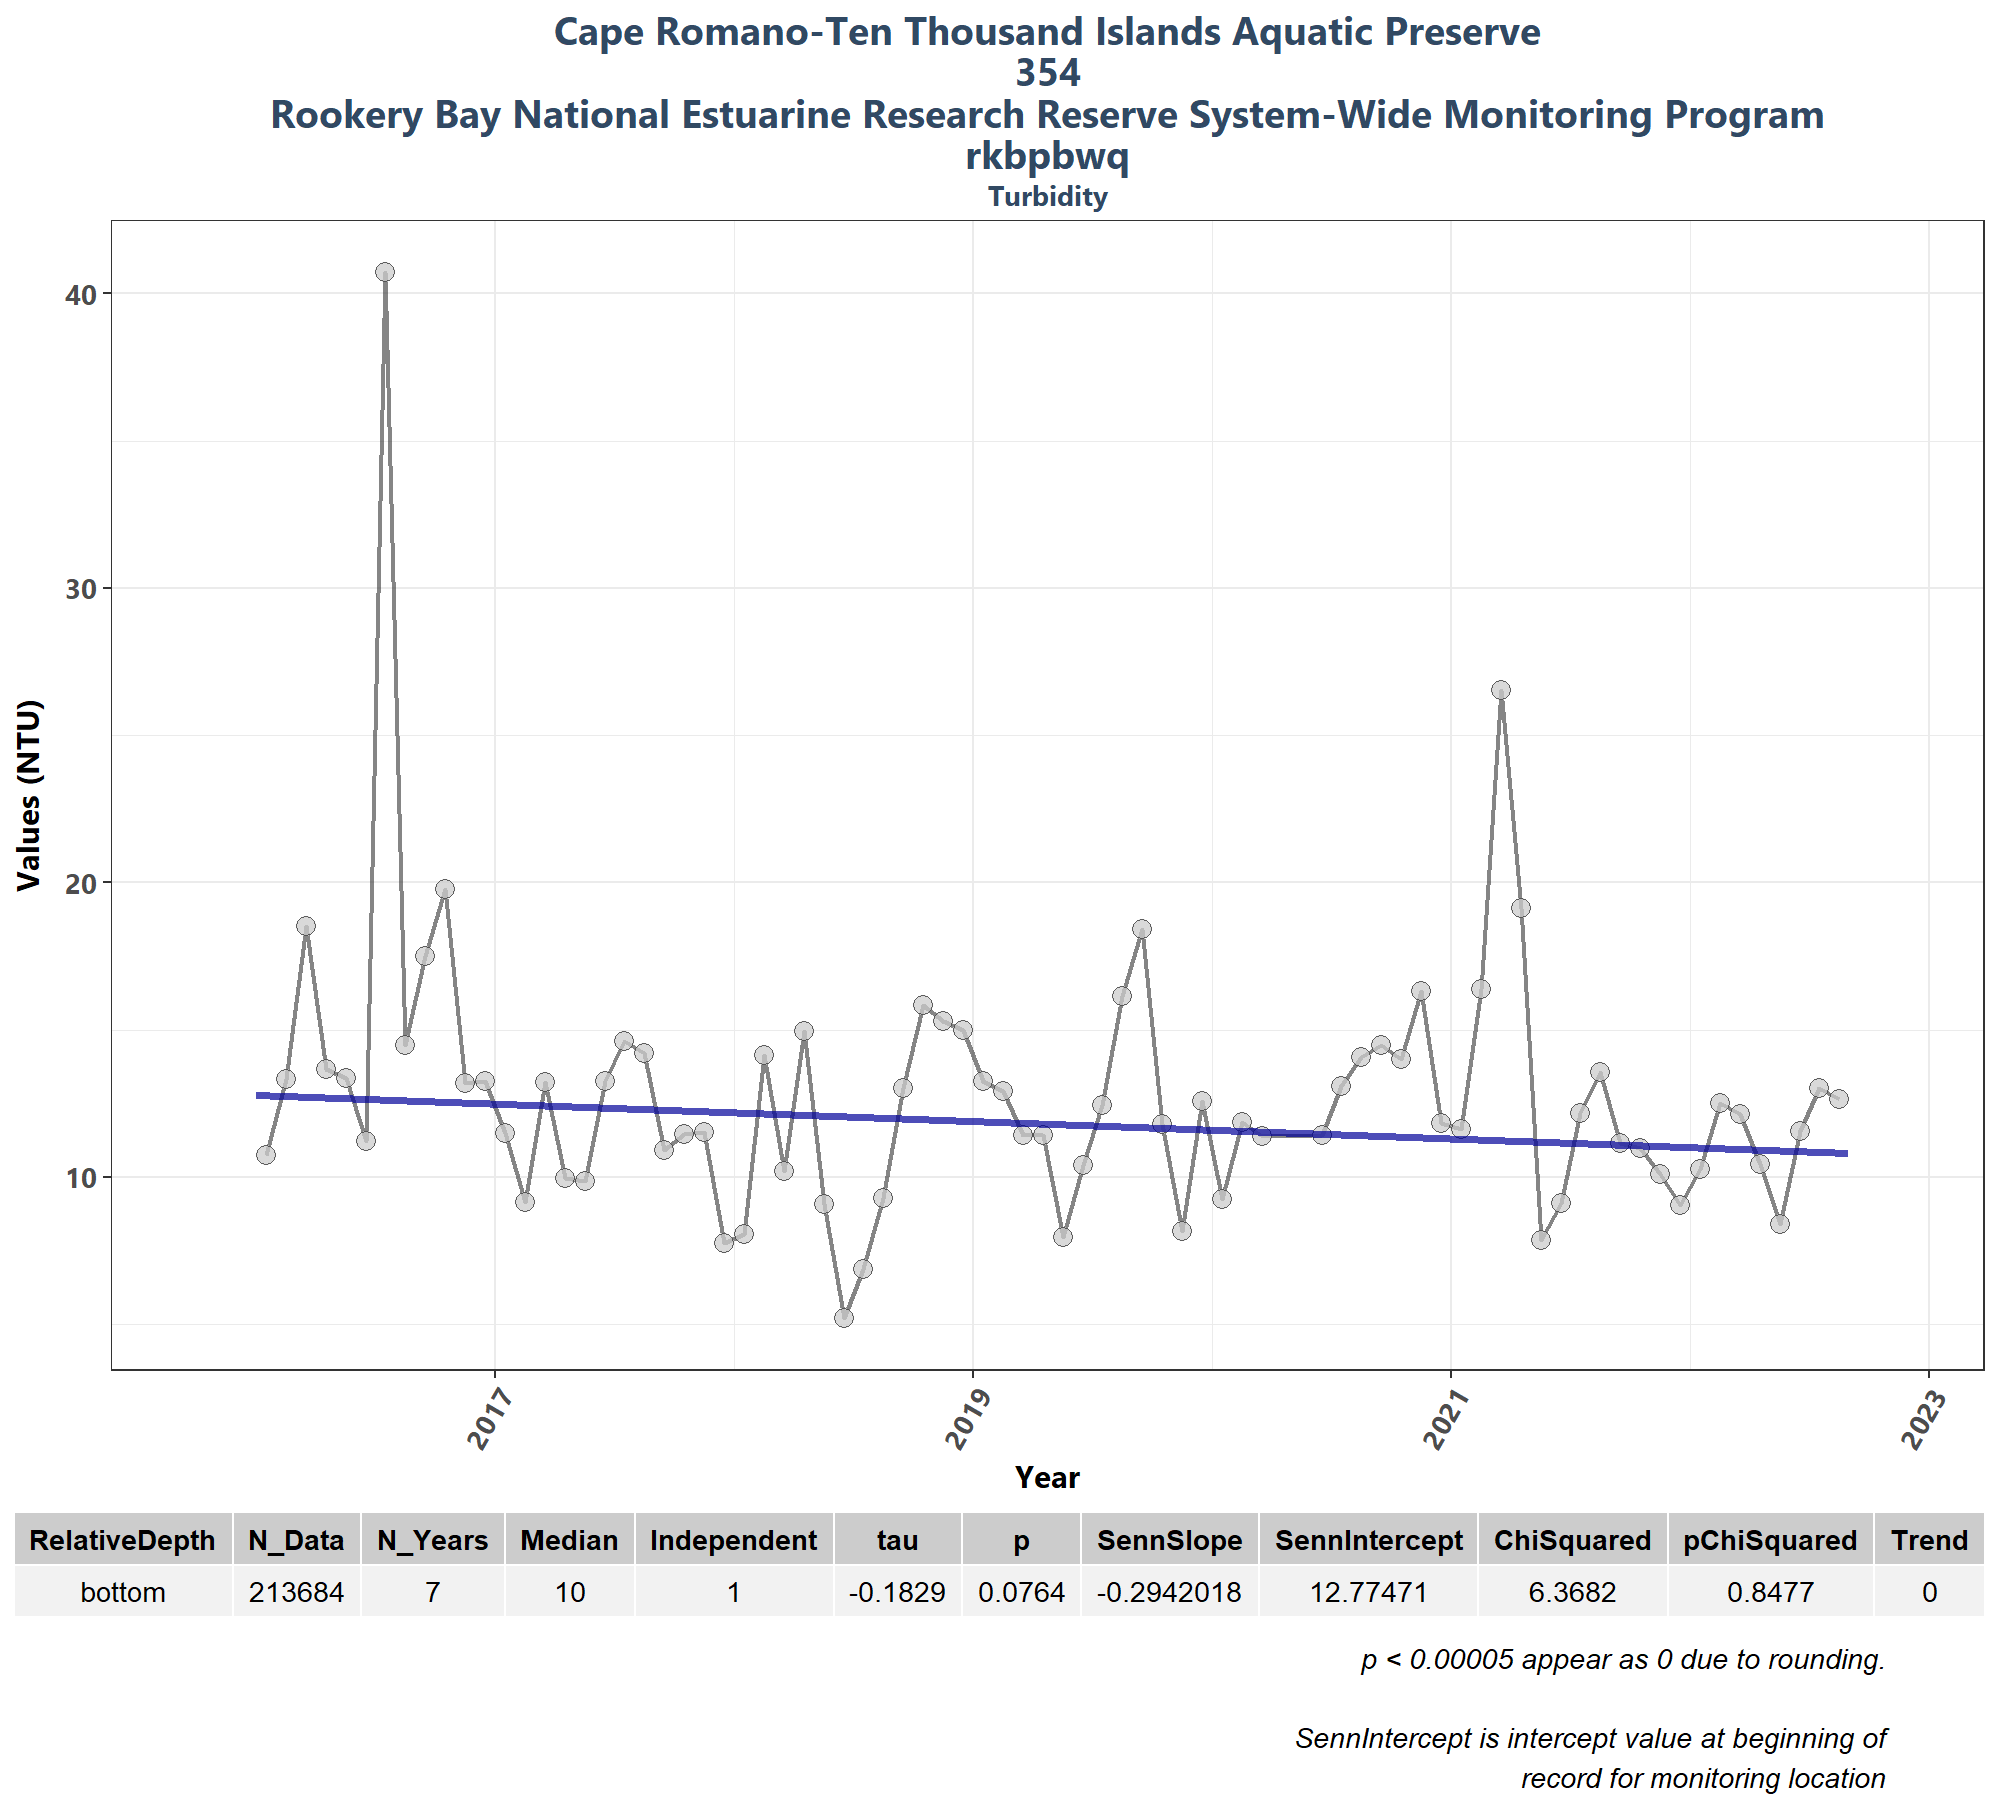 Cape Romano-Ten Thousand Islands Aquatic Preserve
354
Rookery Bay National Estuarine Research Reserve System-Wide Monitoring Program
rkbpbwq
Turbidity
Values (NTU)
40
30
20
10
2017
2019
2021
2023
Year
RelativeDepth N_Data N_Years Median Independent tau p SennSlope SennIntercept ChiSquared pChiSquared Trend
bottom 213684 7 10 1 -0.1829 0.0764 -0.2942018 12.77471 6.3682 0.8477 0
p < 0.00005 appear as 0 due to rounding.
SennIntercept is intercept value at beginning of
record for monitoring location